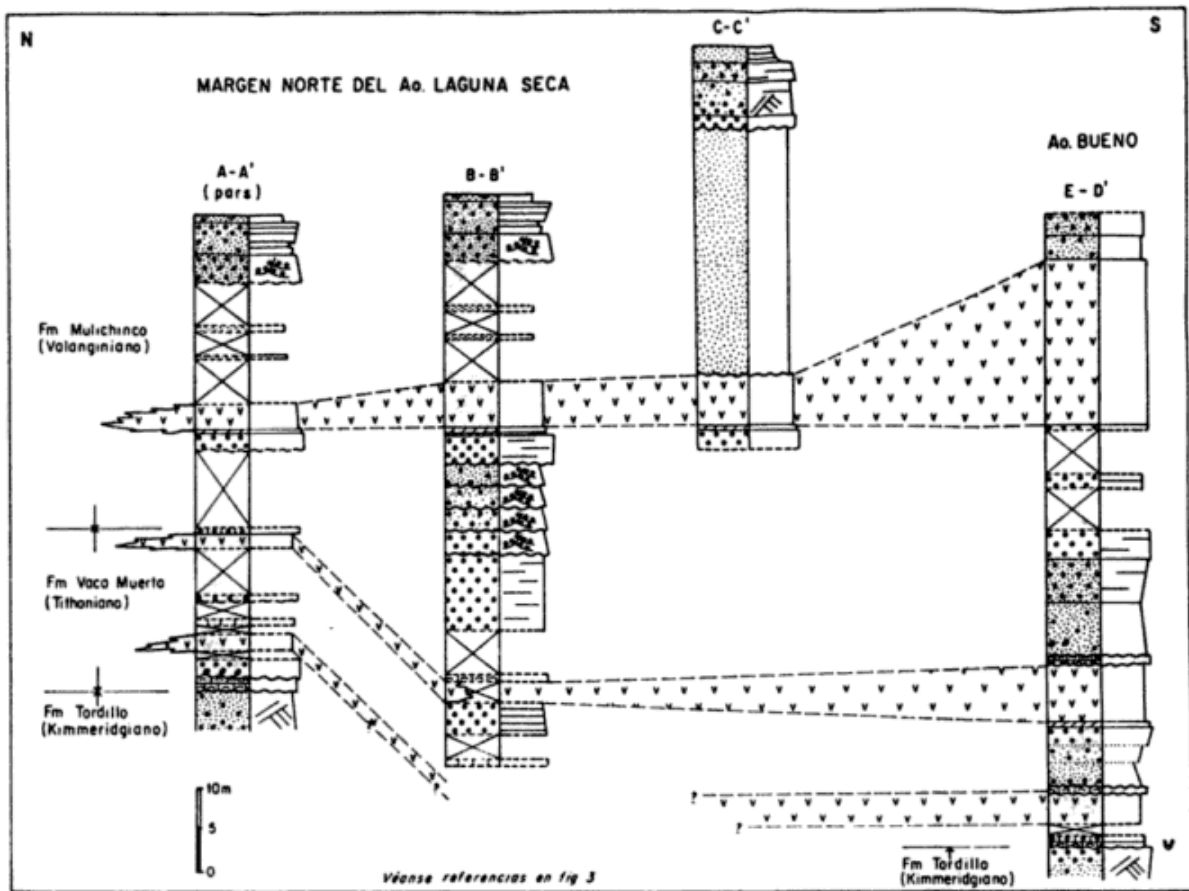 N
S
MARGEN NORTE DEL Ao. LAGUNA SECA
C-C'
Ao. BUENO
A-A'
(pars)
B-B'
E-D'
Fm Mulichinco
(Valanginiano)
Fm Vaca Muerta
(Tithoniano)
Fm Tordillo
(Kimmeridgiano)
10m
5
0
?
?
Fm Tordillo
(Kimmeridgiano)
Véanse referencias en fig 3